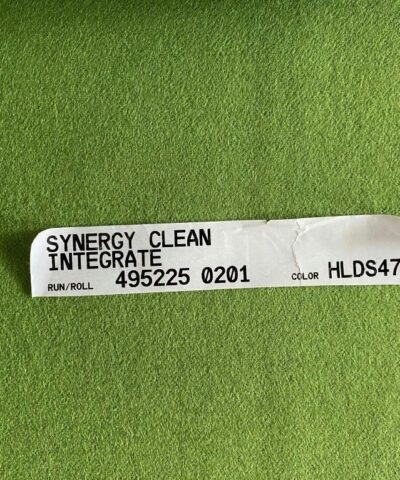 SYNERGY CLEAN
INTEGRATE
RUN/ROLL 495225 0201 COLOR HLDS47